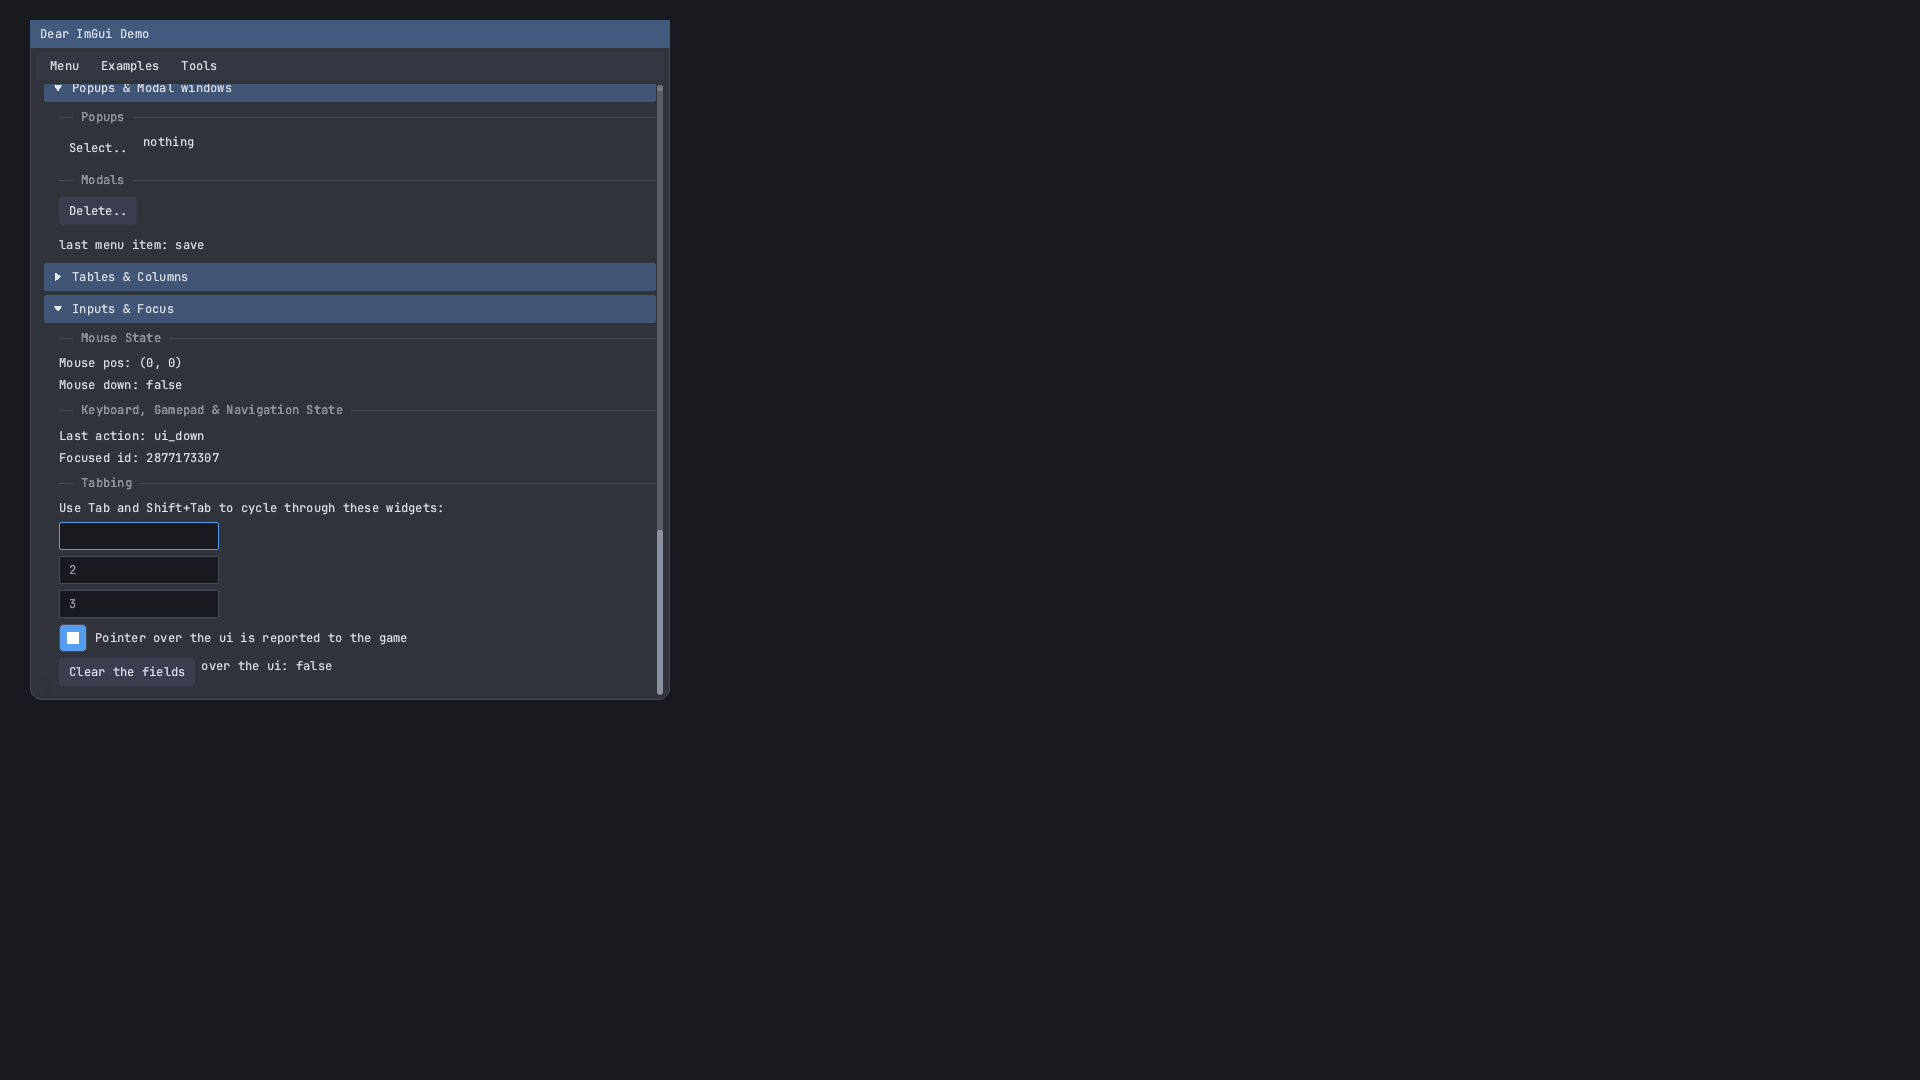 Dear ImGui Demo
Menu Examples Tools
Popups & Modal Windows
Popups
Select.. nothing
Modals
Delete..
last menu item: save
Tables & Columns
Inputs & Focus
Mouse State
Mouse pos: (0, 0)
Mouse down: false
Keyboard, Gamepad & Navigation State
Last action: ui_down
Focused id: 2877173307
Tabbing
Use Tab and Shift+Tab to cycle through these widgets:
2
3
Pointer over the ui is reported to the game
Clear the fields over the ui: false